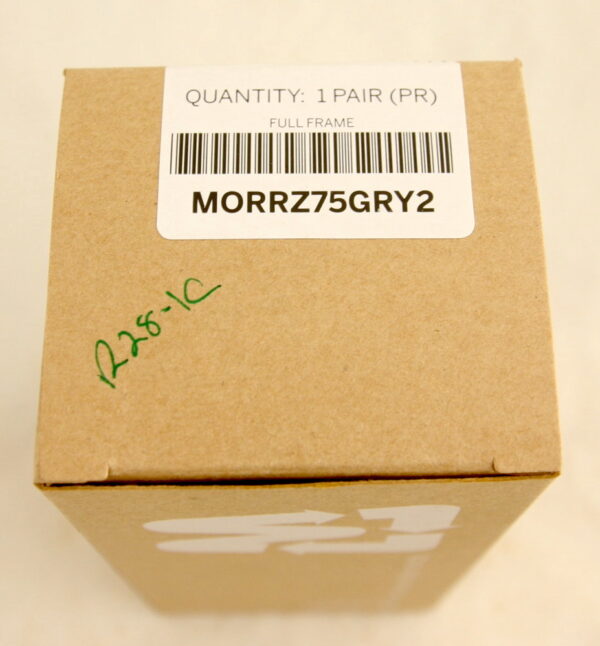 QUANTITY: 1 PAIR (PR)
FULL FRAME
MORRZ75GRY2
R28-1C